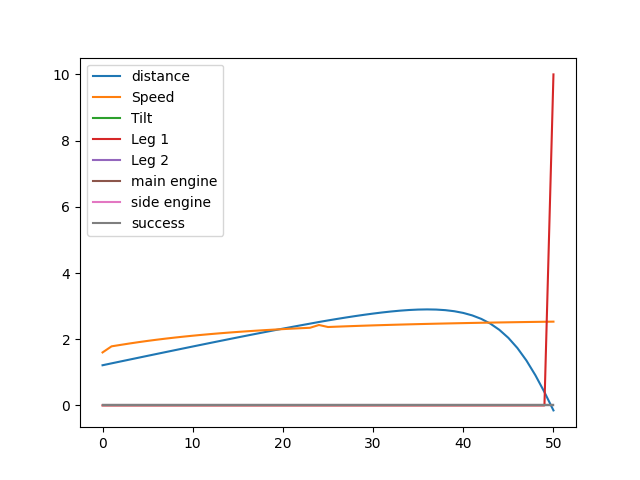 distance
Speed
Tilt
Leg 1
Leg 2
main engine
side engine
success
10
8
6
4
2
0
0 10 20 30 40 50